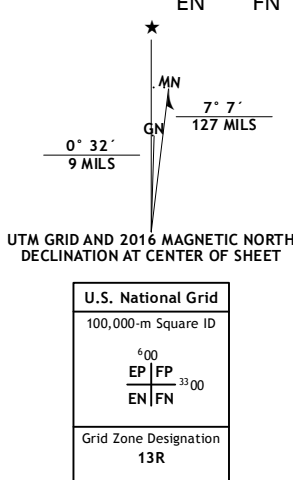 EN FN
MN
GN
7° 7´
127 MILS
0° 32´
9 MILS
UTM GRID AND 2016 MAGNETIC NORTH
DECLINATION AT CENTER OF SHEET
U.S. National Grid
100,000-m Square ID
600
EP FP
3300
EN FN
Grid Zone Designation
13R